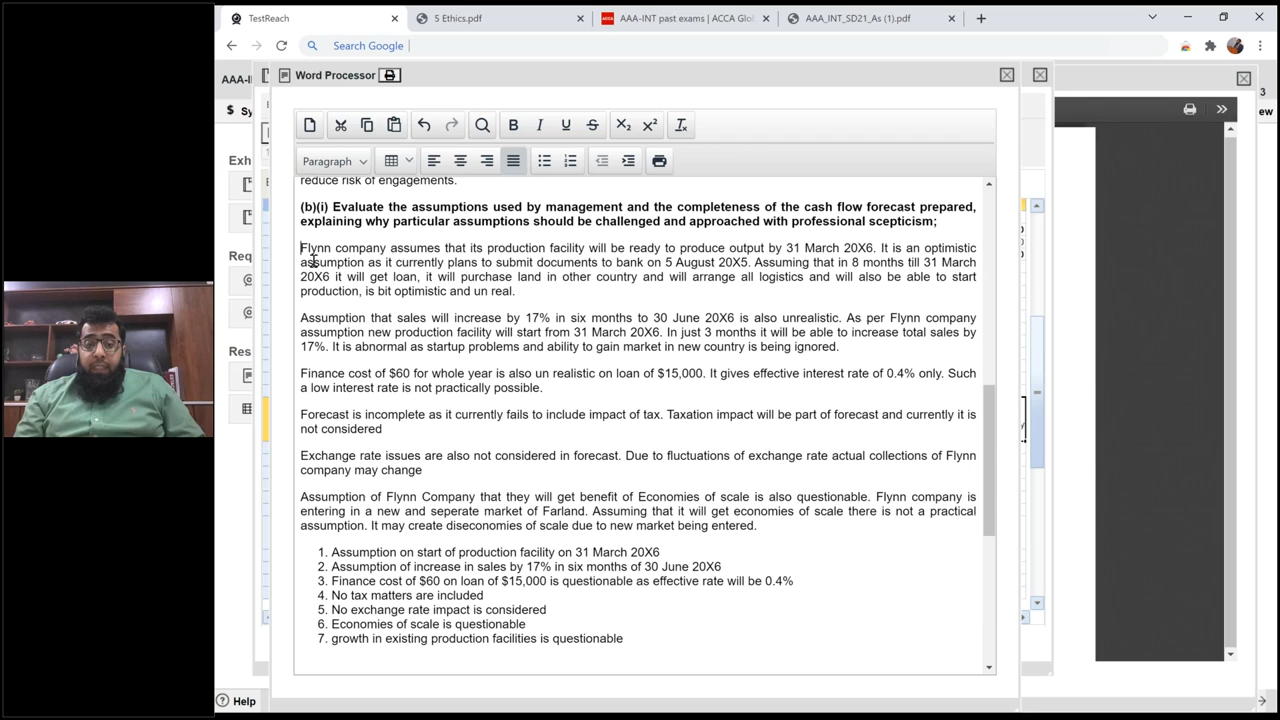 TestReach
5 Ethics.pdf
AAA-INT past exams | ACCA Glo
AAA_INT_SD21_As (1).pdf
Search Google
AAA-I
Word Processor
3
$ Sy
ew
B I U S X2 X2
Paragraph
Exh
Req
Res
reduce risk of engagements.
(b)(i) Evaluate the assumptions used by management and the completeness of the cash flow forecast prepared,
explaining why particular assumptions should be challenged and approached with professional scepticism;
Flynn company assumes that its production facility will be ready to produce output by 31 March 20X6. It is an optimistic
assumption as it currently plans to submit documents to bank on 5 August 20X5. Assuming that in 8 months till 31 March
20X6 it will get loan, it will purchase land in other country and will arrange all logistics and will also be able to start
production, is bit optimistic and un real.
Assumption that sales will increase by 17% in six months to 30 June 20X6 is also unrealistic. As per Flynn company
assumption new production facility will start from 31 March 20X6. In just 3 months it will be able to increase total sales by
17%. It is abnormal as startup problems and ability to gain market in new country is being ignored.
Finance cost of $60 for whole year is also un realistic on loan of $15,000. It gives effective interest rate of 0.4% only. Such
a low interest rate is not practically possible.
Forecast is incomplete as it currently fails to include impact of tax. Taxation impact will be part of forecast and currently it is
not considered
Exchange rate issues are also not considered in forecast. Due to fluctuations of exchange rate actual collections of Flynn
company may change
Assumption of Flynn Company that they will get benefit of Economies of scale is also questionable. Flynn company is
entering in a new and seperate market of Farland. Assuming that it will get economies of scale there is not a practical
assumption. It may create diseconomies of scale due to new market being entered.
1. Assumption on start of production facility on 31 March 20X6
2. Assumption of increase in sales by 17% in six months of 30 June 20X6
3. Finance cost of $60 on loan of $15,000 is questionable as effective rate will be 0.4%
4. No tax matters are included
5. No exchange rate impact is considered
6. Economies of scale is questionable
7. growth in existing production facilities is questionable
Help